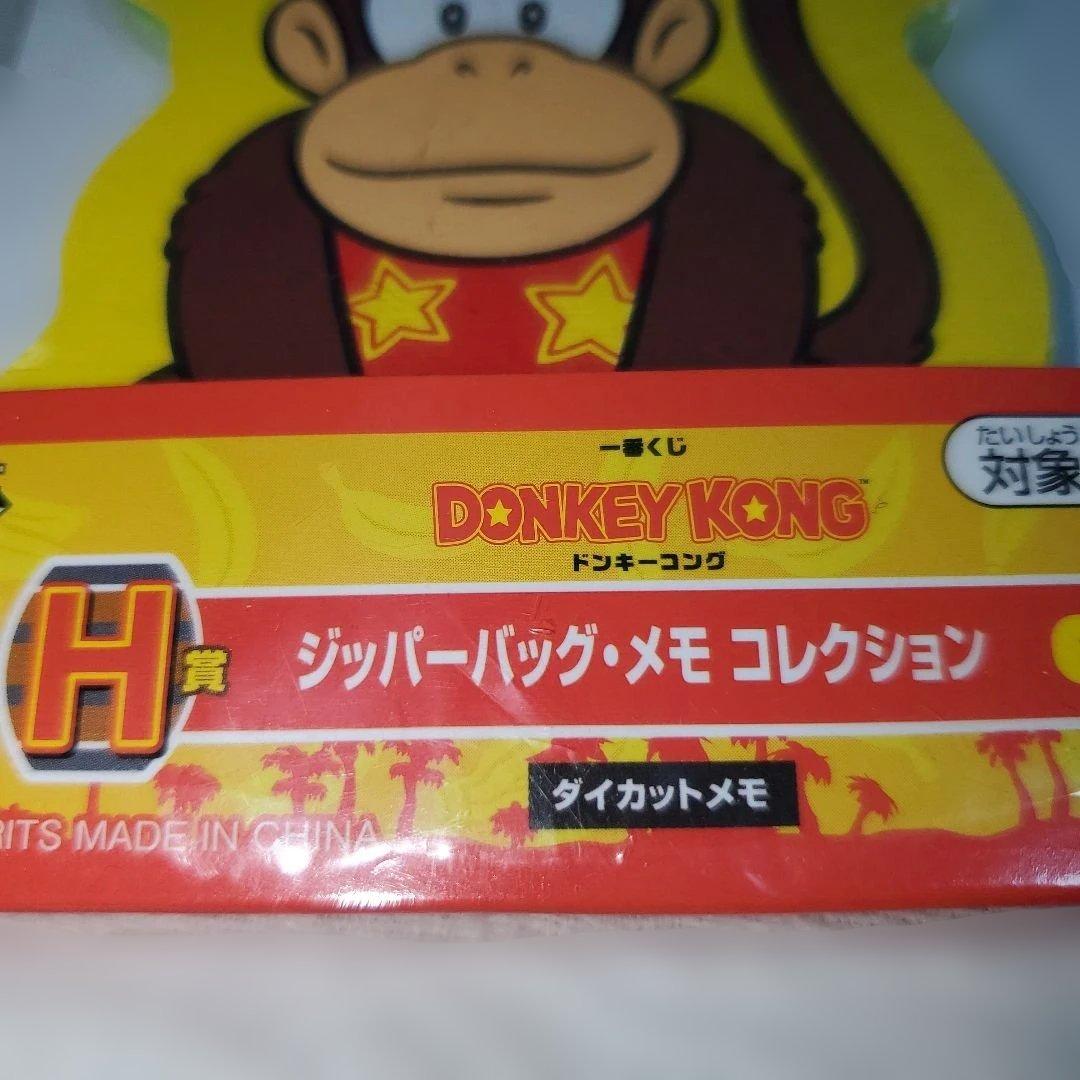 一番くじ
DONKEY KONG™
ドンキーコング
たいしょう
対象
H賞
ジッパーバッグ・メモ コレクション
ダイカットメモ
RITS MADE IN CHINA